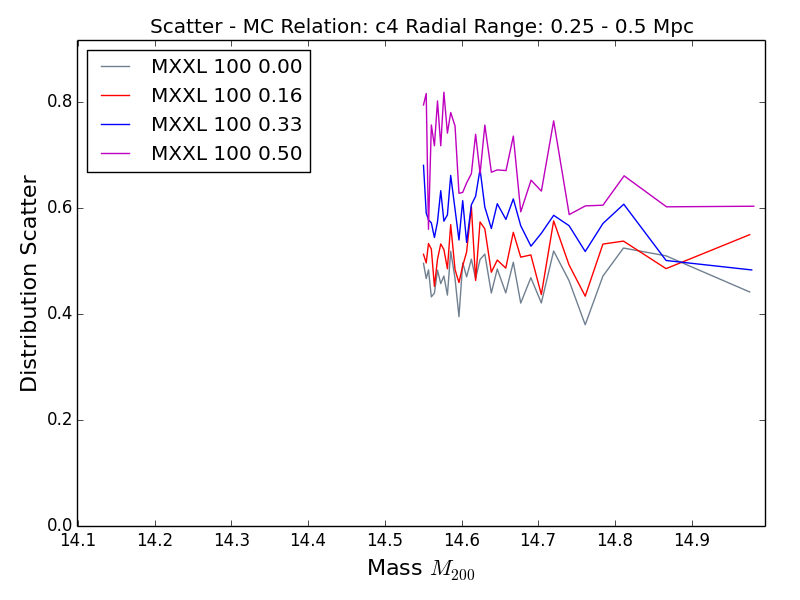 Scatter - MC Relation: c4 Radial Range: 0.25 - 0.5 Mpc
MXXL 100 0.00
MXXL 100 0.16
MXXL 100 0.33
MXXL 100 0.50
Distribution Scatter
0.8
0.6
0.4
0.2
0.0
14.1 14.2 14.3 14.4 14.5 14.6 14.7 14.8 14.9
Mass M_{200}